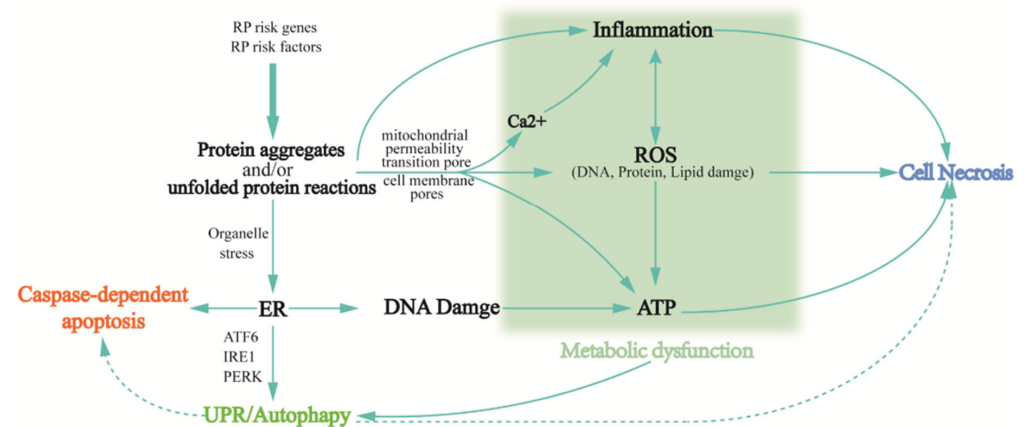 RP risk genes
RP risk factors
Inflammation
Ca2+
mitochondrial
permeability
transition pore
cell membrane
pores
Protein aggregates
and/or
unfolded protein reactions
ROS
(DNA, Protein, Lipid damge)
Cell Necrosis
Organelle
stress
Caspase-dependent
apoptosis
ER
DNA Damge
ATP
ATF6
IRE1
PERK
Metabolic dysfunction
UPR/Autophapy